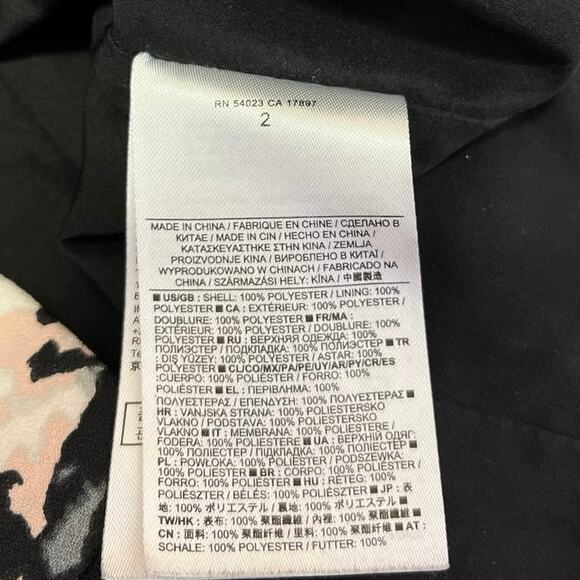 RN 54023 CA 17897
2
MADE IN CHINA / FABRIQUE EN CHINE / СДЕЛАНО В
КИТАЕ / MADE IN CIN / HECHO EN CHINA /
ΚΑΤΑΣΚΕΥΑΣΤΗΚΕ ΣΤΗΝ ΚΙΝΑ / ZEMLJA
PROIZVODNJE KINA / ВИРОБЛЕНО В КИТАЇ /
WYPRODUKOWANO W CHINACH / FABRICADO NA
CHINA / SZÁRMAZÁSI HELY: KÍNA / 中國製造
■ US/GB : SHELL: 100% POLYESTER / LINING: 100%
POLYESTER ■ CA : EXTÉRIEUR: 100% POLYESTER /
DOUBLURE: 100% POLYESTER ■ FR/MA :
EXTÉRIEUR: 100% POLYESTER / DOUBLURE: 100%
POLYESTER ■ RU : ВЕРХНЯЯ ОДЕЖДА: 100%
ПОЛИЭСТЕР / ПОДКЛАДКА: 100% ПОЛИЭСТЕР ■ TR
: DIŞ YÜZEY: 100% POLYESTER / ASTAR: 100%
POLYESTER ■ CL/CO/MX/PA/PE/UY/AR/PY/CR/ES
:CUERPO: 100% POLIÉSTER / FORRO: 100%
POLIÉSTER ■ EL : ΠΕΡΙΒΛΗΜΑ: 100%
ΠΟΛΥΕΣΤΕΡΑΣ / ΕΠΕΝΔΥΣΗ: 100% ΠΟΛΥΕΣΤΕΡΑΣ ■
HR : VANJSKA STRANA: 100% POLIESTERSKO
VLAKNO / PODSTAVA: 100% POLIESTERSKO
VLAKNO ■ IT : MEMBRANA: 100% POLIESTERE /
FODERA: 100% POLIESTERE ■ UA : ВЕРХНІЙ ОДЯГ:
100% ПОЛІЕСТЕР / ПІДКЛАДКА: 100% ПОЛІЕСТЕР ■
PL : POWŁOKA: 100% POLIESTER / PODSZEWKA:
100% POLIESTER ■ BR : CORPO: 100% POLIÉSTER /
FORRO: 100% POLIÉSTER ■ HU : RÉTEG: 100%
POLIÉSZTER / BÉLÉS: 100% POLIÉSZTER ■ JP : 表
地: 100% ポリエステル / 裏地: 100% ポリエステル ■
TW/HK : 表布: 100% 聚酯纖維 / 內裡: 100% 聚酯纖維 ■
CN : 面料: 100% 聚酯纤维 / 里料: 100% 聚酯纤维 ■ AT :
SCHALE: 100% POLYESTER / FUTTER: 100%